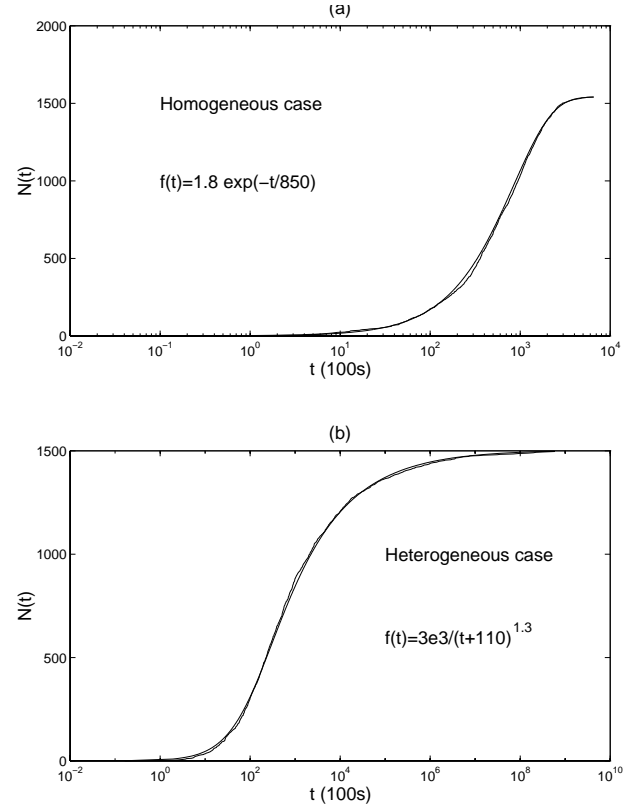 (a)
2000
1500
1000
500
0
N(t)
Homogeneous case
f(t)=1.8 exp(−t/850)
10^−2 10^−1 10^0 10^1 10^2 10^3 10^4
t (100s)
(b)
1500
1000
500
0
N(t)
Heterogeneous case
f(t)=3e3/(t+110)^1.3
10^−2 10^0 10^2 10^4 10^6 10^8 10^10
t (100s)